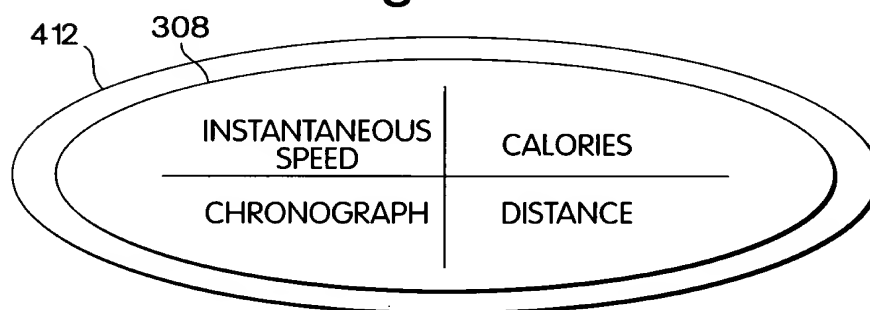 412
308
INSTANTANEOUS
SPEED
CALORIES
CHRONOGRAPH
DISTANCE